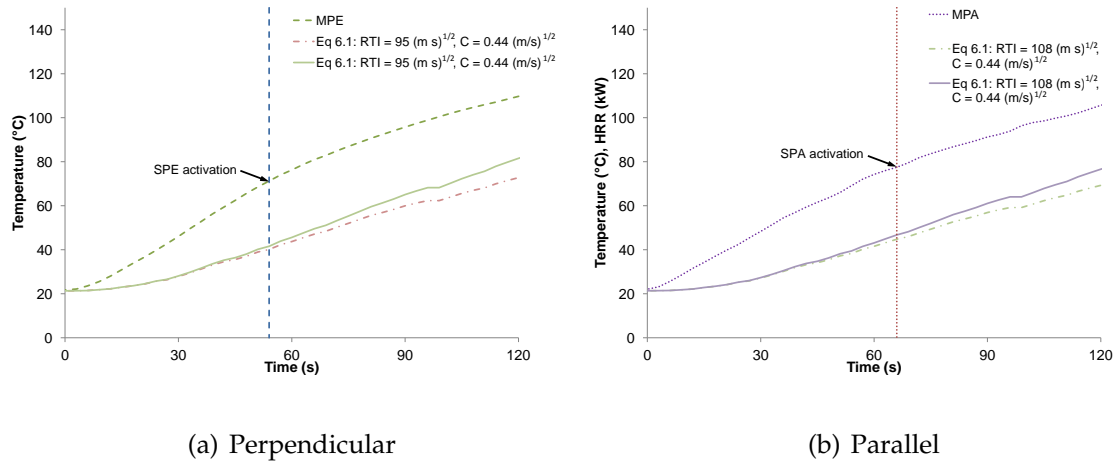 140
120
100
80
60
40
20
0
Temperature (°C)
MPE
Eq 6.1: RTI = 95 (m s)^1/2, C = 0.44 (m/s)^1/2
Eq 6.1: RTI = 95 (m s)^1/2, C = 0.44 (m/s)^1/2
SPE activation
0 30 60 90 120
Time (s)
(a) Perpendicular
140
120
100
80
60
40
20
0
Temperature (°C), HRR (kW)
MPA
Eq 6.1: RTI = 108 (m s)^1/2,
C = 0.44 (m/s)^1/2
Eq 6.1: RTI = 108 (m s)^1/2,
C = 0.44 (m/s)^1/2
SPA activation
0 30 60 90 120
Time (s)
(b) Parallel